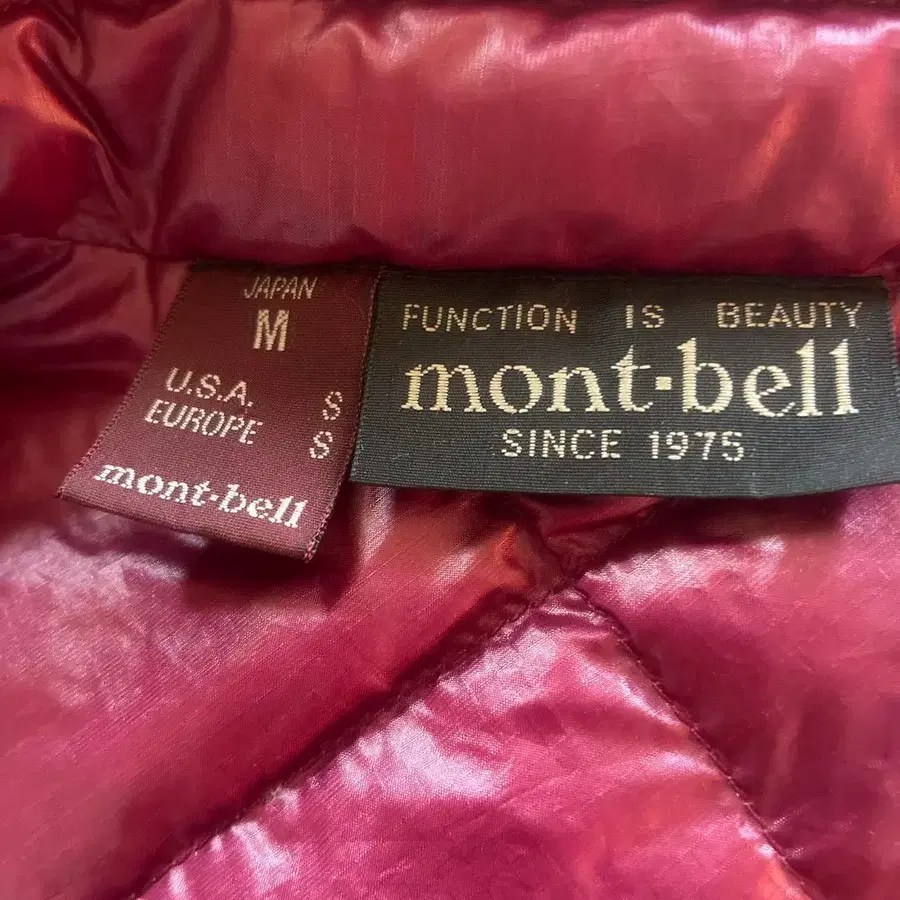 JAPAN
M
U.S.A. S
EUROPE S
mont-bell
FUNCTION IS BEAUTY
mont-bell
SINCE 1975